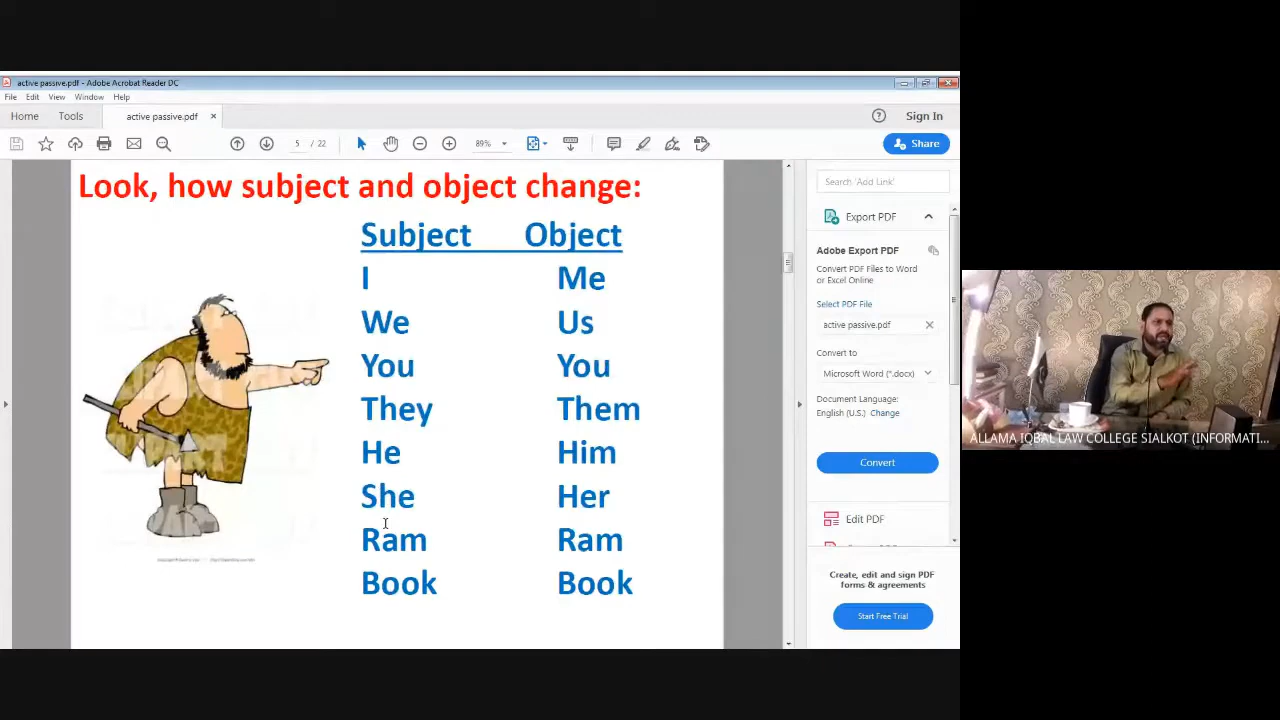 active passive.pdf - Adobe Acrobat Reader DC
File Edit View Window Help
Home Tools active passive.pdf × Sign In
5 / 22 89% Share
Look, how subject and object change:
Subject Object
I Me
We Us
You You
They Them
He Him
She Her
Ram Ram
Book Book
Search 'Add Link'
Export PDF
Adobe Export PDF
Convert PDF Files to Word
or Excel Online
Select PDF File
active passive.pdf
Convert to
Microsoft Word (*.docx)
Document Language:
English (U.S.) Change
Convert
Edit PDF
Create, edit and sign PDF
forms & agreements
Start Free Trial
ALLAMA IQBAL LAW COLLEGE SIALKOT (INFORMATI...